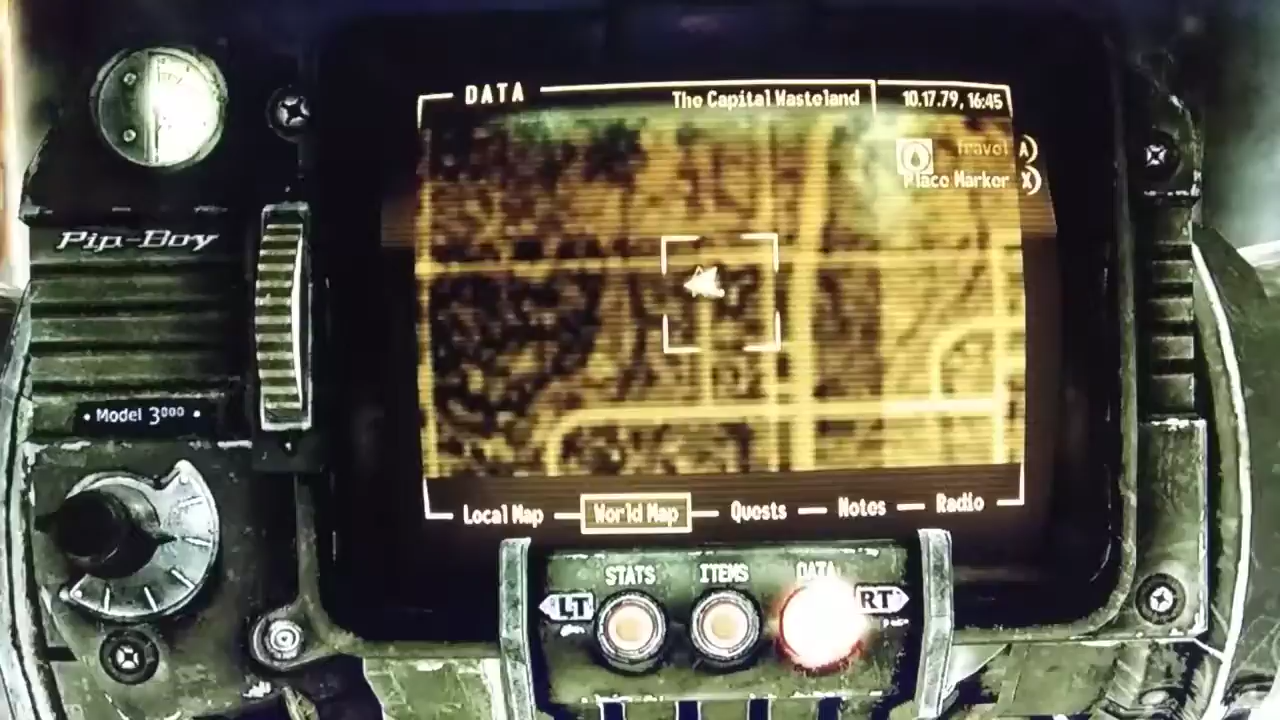 DATA
The Capital Wasteland
10.17.79, 16:45
Travel A)
Place Marker X)
Pip-Boy
• Model 3000 •
Local Map
World Map
Quests
Notes
Radio
STATS
ITEMS
DATA
LT
RT